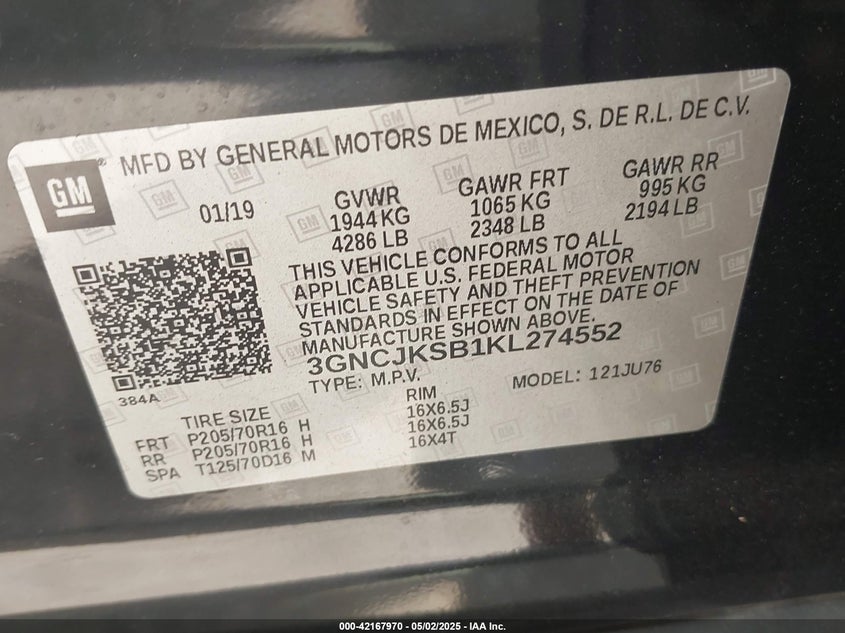 GM
MFD BY GENERAL MOTORS DE MEXICO, S. DE R.L. DE C.V.
01/19
GVWR
1944 KG
4286 LB
GAWR FRT
1065 KG
2348 LB
GAWR RR
995 KG
2194 LB
THIS VEHICLE CONFORMS TO ALL
APPLICABLE U.S. FEDERAL MOTOR
VEHICLE SAFETY AND THEFT PREVENTION
STANDARDS IN EFFECT ON THE DATE OF
MANUFACTURE SHOWN ABOVE.
3GNCJKSB1KL274552
TYPE: M.P.V.
MODEL: 121JU76
384A
TIRE SIZE
RIM
FRT P205/70R16 H 16X6.5J
RR P205/70R16 H 16X6.5J
SPA T125/70D16 M 16X4T
000-42167970 - 05/02/2025 - IAA Inc.